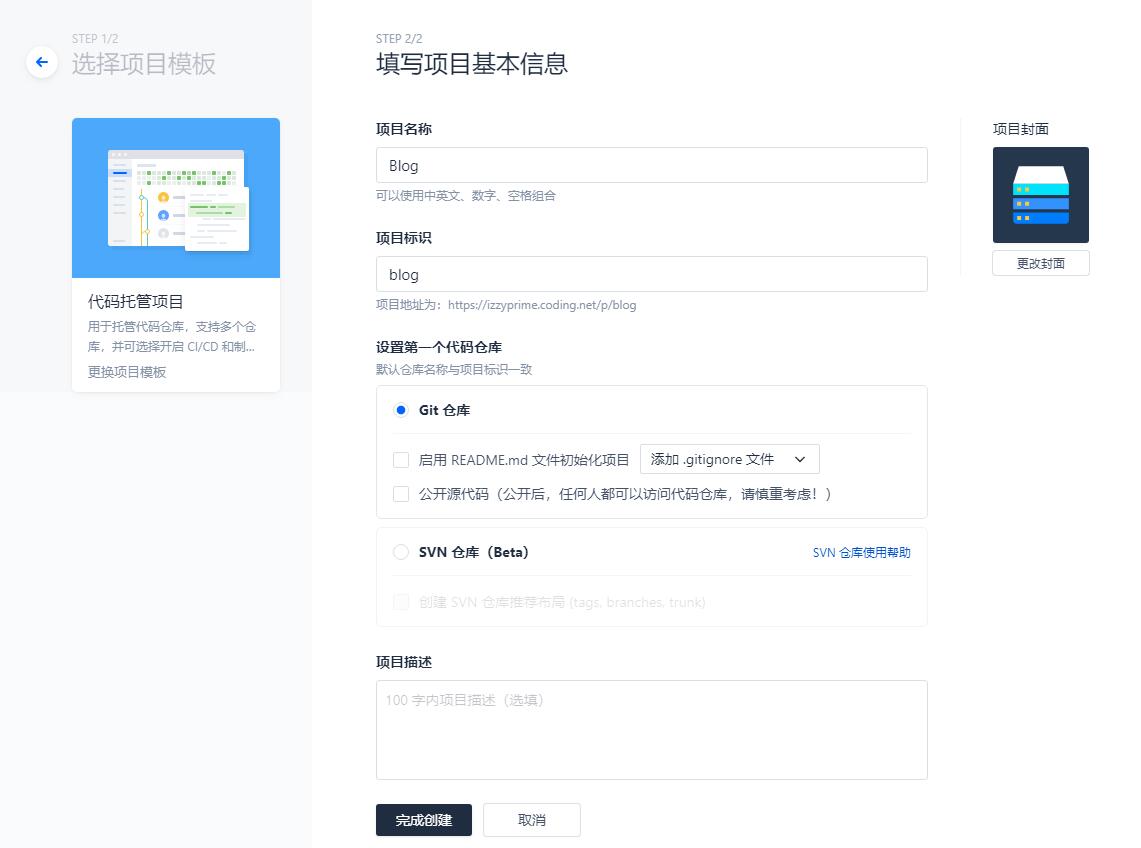 STEP 1/2
选择项目模板
代码托管项目
用于托管代码仓库，支持多个仓
库，并可选择开启 CI/CD 和制...
更换项目模板
STEP 2/2
填写项目基本信息
项目名称
Blog
可以使用中英文、数字、空格组合
项目标识
blog
项目地址为：https://izzyprime.coding.net/p/blog
设置第一个代码仓库
默认仓库名称与项目标识一致
Git 仓库
启用 README.md 文件初始化项目
添加 .gitignore 文件
公开源代码（公开后，任何人都可以访问代码仓库，请慎重考虑！）
SVN 仓库（Beta）
SVN 仓库使用帮助
创建 SVN 仓库推荐布局 (tags, branches, trunk)
项目描述
100 字内项目描述（选填）
完成创建
取消
项目封面
更改封面